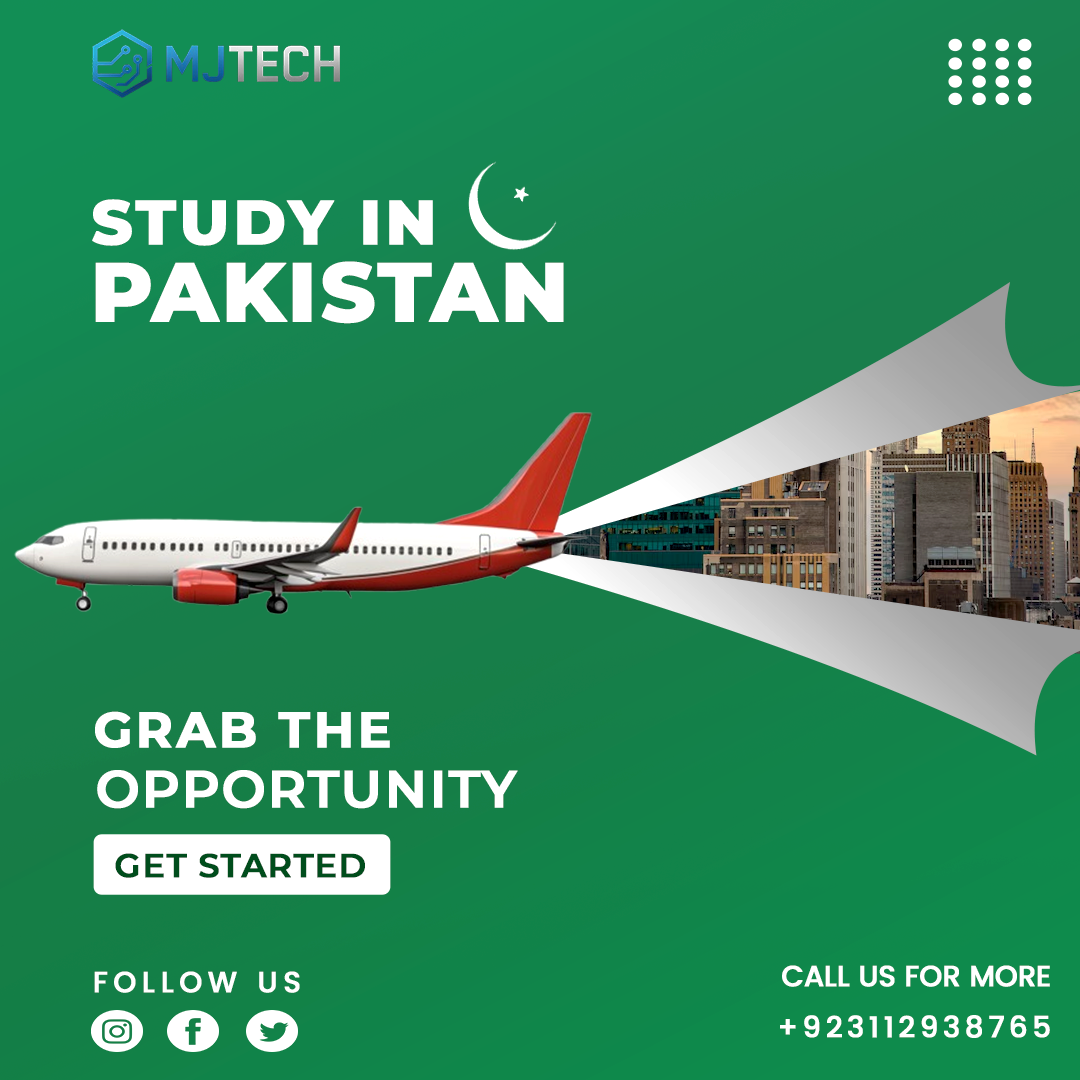 MJTECH
STUDY IN
PAKISTAN
GRAB THE
OPPORTUNITY
GET STARTED
FOLLOW US
CALL US FOR MORE
+923112938765